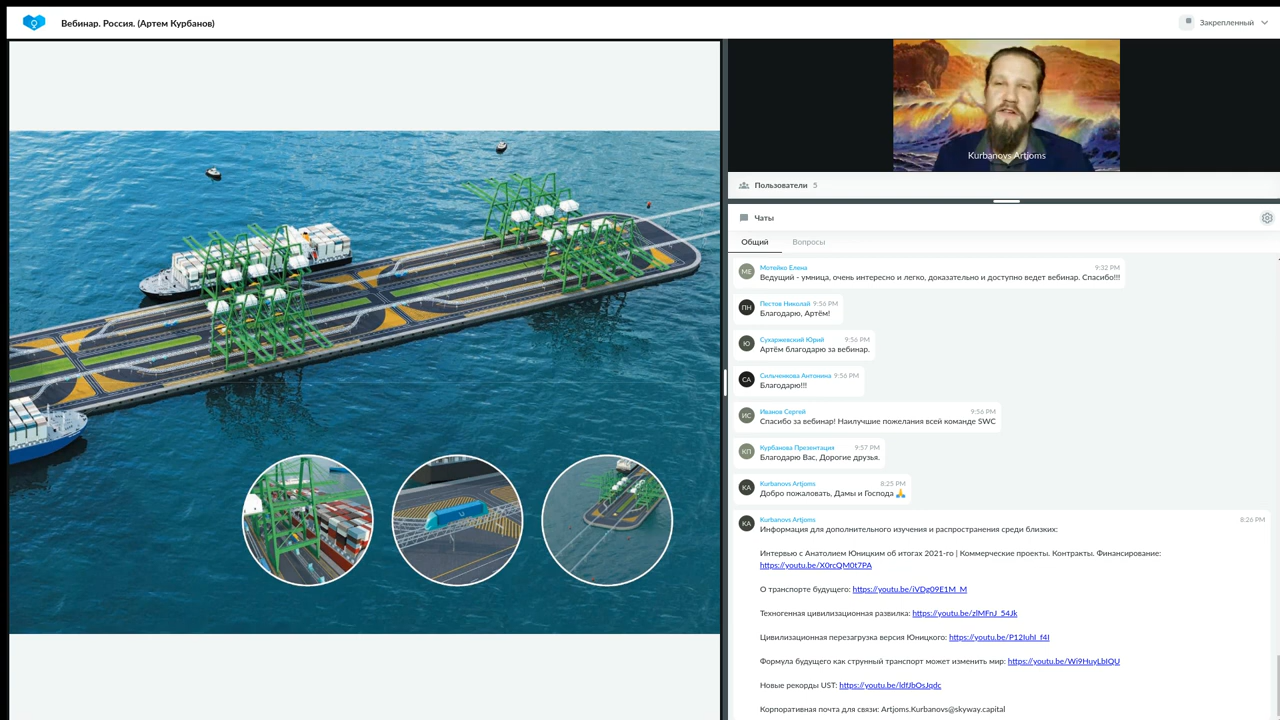 Вебинар. Россия. (Артем Курбанов)
Закрепленный
Kurbanovs Artjoms
Пользователи 5
Чаты
Общий Вопросы
МЕ Мотейко Елена 9:32 PM
Ведущий - умница, очень интересно и легко, доказательно и доступно ведет вебинар. Спасибо!!!
ПН Пестов Николай 9:56 PM
Благодарю, Артём!
Ю Сухаржевский Юрий 9:56 PM
Артём благодарю за вебинар.
СА Сильченкова Антонина 9:56 PM
Благодарю!!!
ИС Иванов Сергей 9:56 PM
Спасибо за вебинар! Наилучшие пожелания всей команде SWC
КП Курбанова Презентация 9:57 PM
Благодарю Вас, Дорогие друзья.
KA Kurbanovs Artjoms 8:25 PM
Добро пожаловать, Дамы и Господа 🙏
KA Kurbanovs Artjoms 8:26 PM
Информация для дополнительного изучения и распространения среди близких:
Интервью с Анатолием Юницким об итогах 2021-го | Коммерческие проекты. Контракты. Финансирование:
https://youtu.be/X0rcQM0t7PA
О транспорте будущего: https://youtu.be/iVDg09E1M_M
Техногенная цивилизационная развилка: https://youtu.be/zlMFnJ_54Jk
Цивилизационная перезагрузка версия Юницкого: https://youtu.be/P12IuhI_f4I
Формула будущего как струнный транспорт может изменить мир: https://youtu.be/Wi9HuyLbIQU
Новые рекорды UST: https://youtu.be/ldfJbOsJqdc
Корпоративная почта для связи: Artjoms.Kurbanovs@skyway.capital